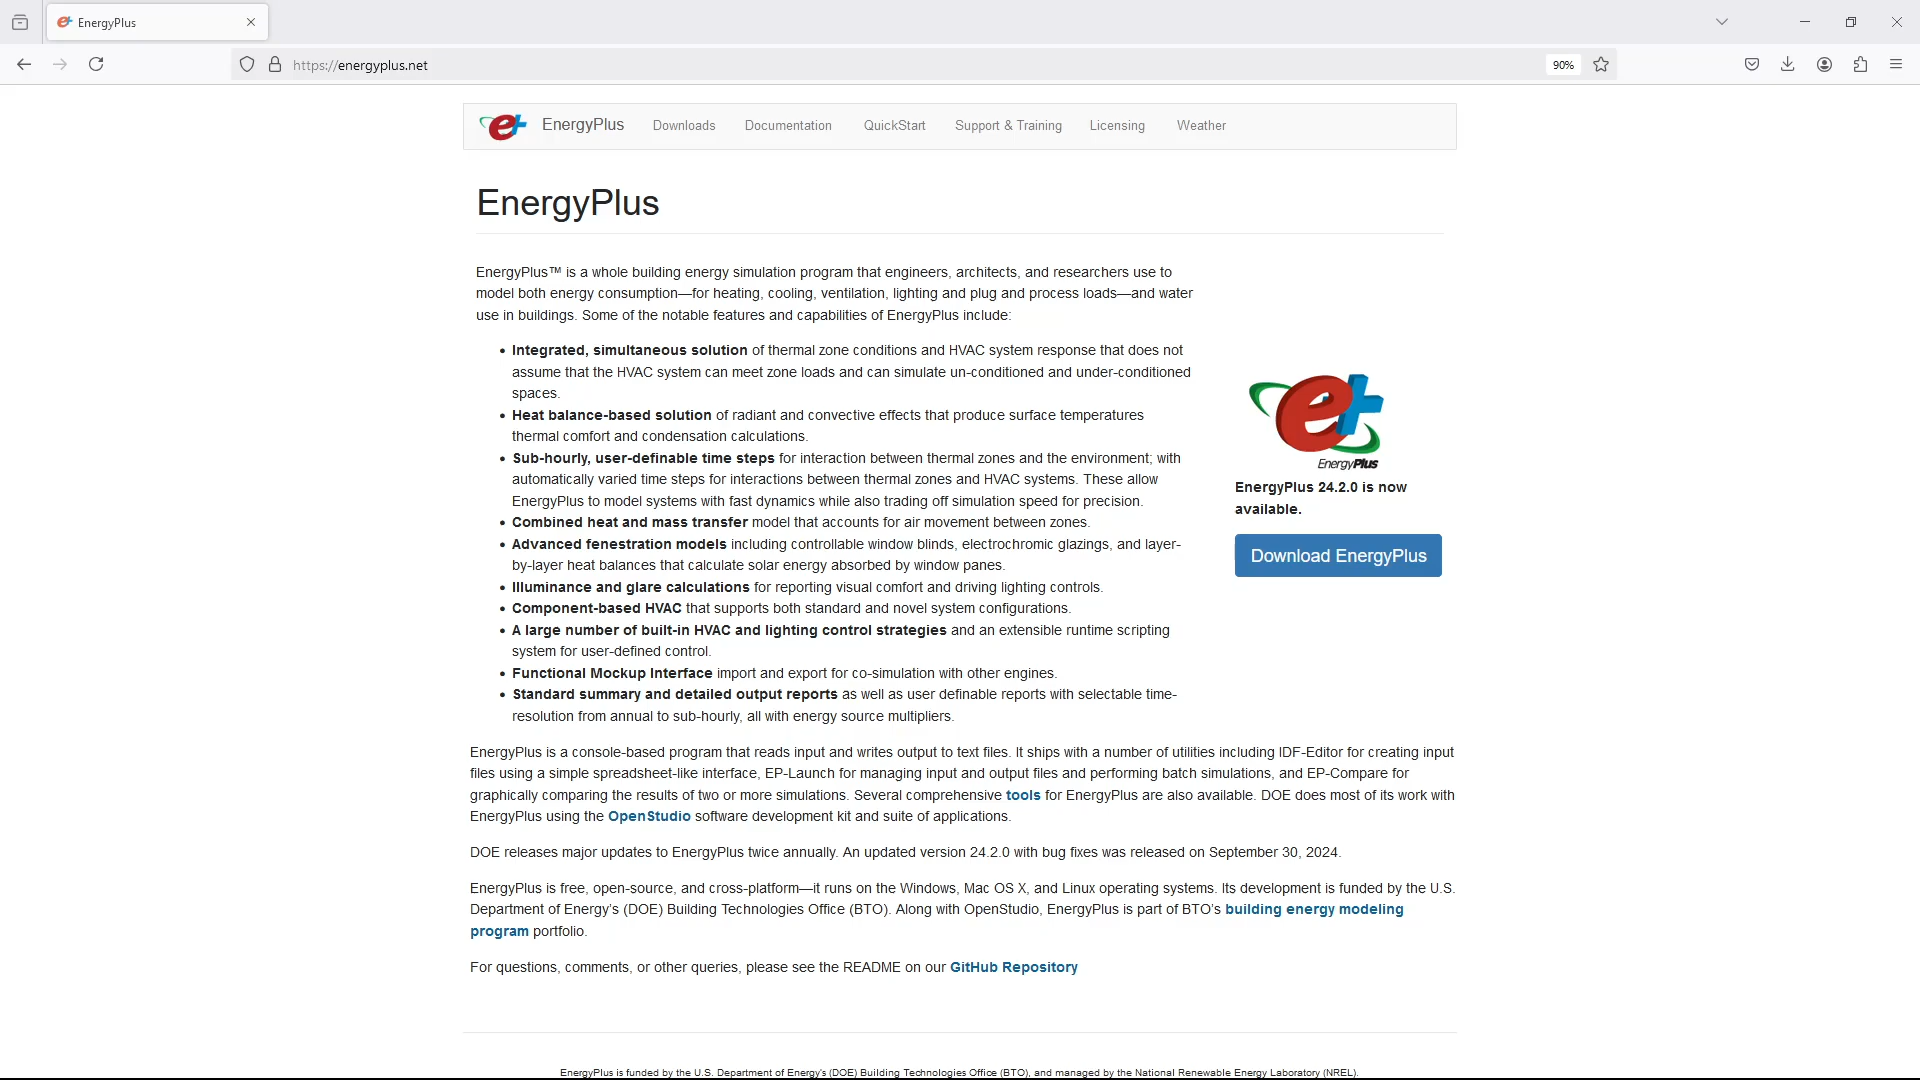 EnergyPlus
https://energyplus.net
90%
EnergyPlus Downloads Documentation QuickStart Support & Training Licensing Weather
EnergyPlus
EnergyPlus™ is a whole building energy simulation program that engineers, architects, and researchers use to
model both energy consumption—for heating, cooling, ventilation, lighting and plug and process loads—and water
use in buildings. Some of the notable features and capabilities of EnergyPlus include:
• Integrated, simultaneous solution of thermal zone conditions and HVAC system response that does not
assume that the HVAC system can meet zone loads and can simulate un-conditioned and under-conditioned
spaces.
• Heat balance-based solution of radiant and convective effects that produce surface temperatures
thermal comfort and condensation calculations.
• Sub-hourly, user-definable time steps for interaction between thermal zones and the environment; with
automatically varied time steps for interactions between thermal zones and HVAC systems. These allow
EnergyPlus to model systems with fast dynamics while also trading off simulation speed for precision.
• Combined heat and mass transfer model that accounts for air movement between zones.
• Advanced fenestration models including controllable window blinds, electrochromic glazings, and layer-
by-layer heat balances that calculate solar energy absorbed by window panes.
• Illuminance and glare calculations for reporting visual comfort and driving lighting controls.
• Component-based HVAC that supports both standard and novel system configurations.
• A large number of built-in HVAC and lighting control strategies and an extensible runtime scripting
system for user-defined control.
• Functional Mockup Interface import and export for co-simulation with other engines.
• Standard summary and detailed output reports as well as user definable reports with selectable time-
resolution from annual to sub-hourly, all with energy source multipliers.
e+
EnergyPlus
EnergyPlus 24.2.0 is now
available.
Download EnergyPlus
EnergyPlus is a console-based program that reads input and writes output to text files. It ships with a number of utilities including IDF-Editor for creating input
files using a simple spreadsheet-like interface, EP-Launch for managing input and output files and performing batch simulations, and EP-Compare for
graphically comparing the results of two or more simulations. Several comprehensive tools for EnergyPlus are also available. DOE does most of its work with
EnergyPlus using the OpenStudio software development kit and suite of applications.
DOE releases major updates to EnergyPlus twice annually. An updated version 24.2.0 with bug fixes was released on September 30, 2024.
EnergyPlus is free, open-source, and cross-platform—it runs on the Windows, Mac OS X, and Linux operating systems. Its development is funded by the U.S.
Department of Energy's (DOE) Building Technologies Office (BTO). Along with OpenStudio, EnergyPlus is part of BTO's building energy modeling
program portfolio.
For questions, comments, or other queries, please see the README on our GitHub Repository
EnergyPlus is funded by the U.S. Department of Energy's (DOE) Building Technologies Office (BTO), and managed by the National Renewable Energy Laboratory (NREL).